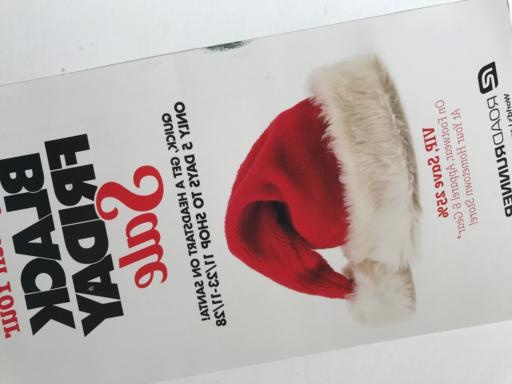 YOUR
BLACK
FRIDAY
Sale
QUICK, GET A HEADSTART ON SANTA!
ONLY 5 DAYS TO SHOP 11/23-11/28
VIP, SAVE 25%
On Footwear, Apparel & Gear*
At Your Hometown Store!
ROADRUNNER